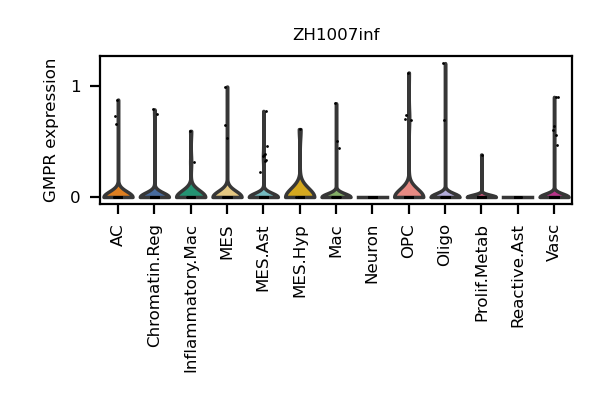 ZH1007inf
GMPR expression
1
0
AC
Chromatin.Reg
Inflammatory.Mac
MES
MES.Ast
MES.Hyp
Mac
Neuron
OPC
Oligo
Prolif.Metab
Reactive.Ast
Vasc